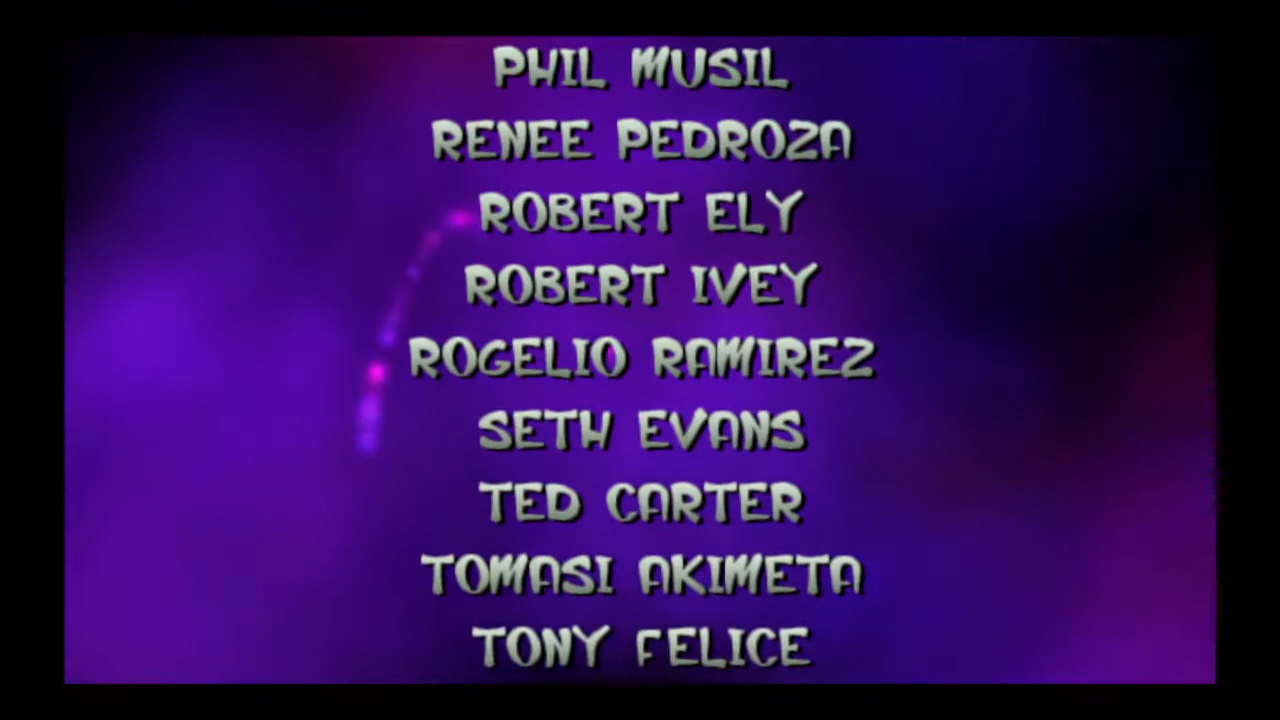 PHIL MUSIL
RENEE PEDROZA
ROBERT ELY
ROBERT IVEY
ROGELIO RAMIREZ
SETH EVANS
TED CARTER
TOMASI AKIMETA
TONY FELICE